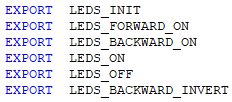 EXPORT LEDS_INIT
EXPORT LEDS_FORWARD_ON
EXPORT LEDS_BACKWARD_ON
EXPORT LEDS_ON
EXPORT LEDS_OFF
EXPORT LEDS_BACKWARD_INVERT